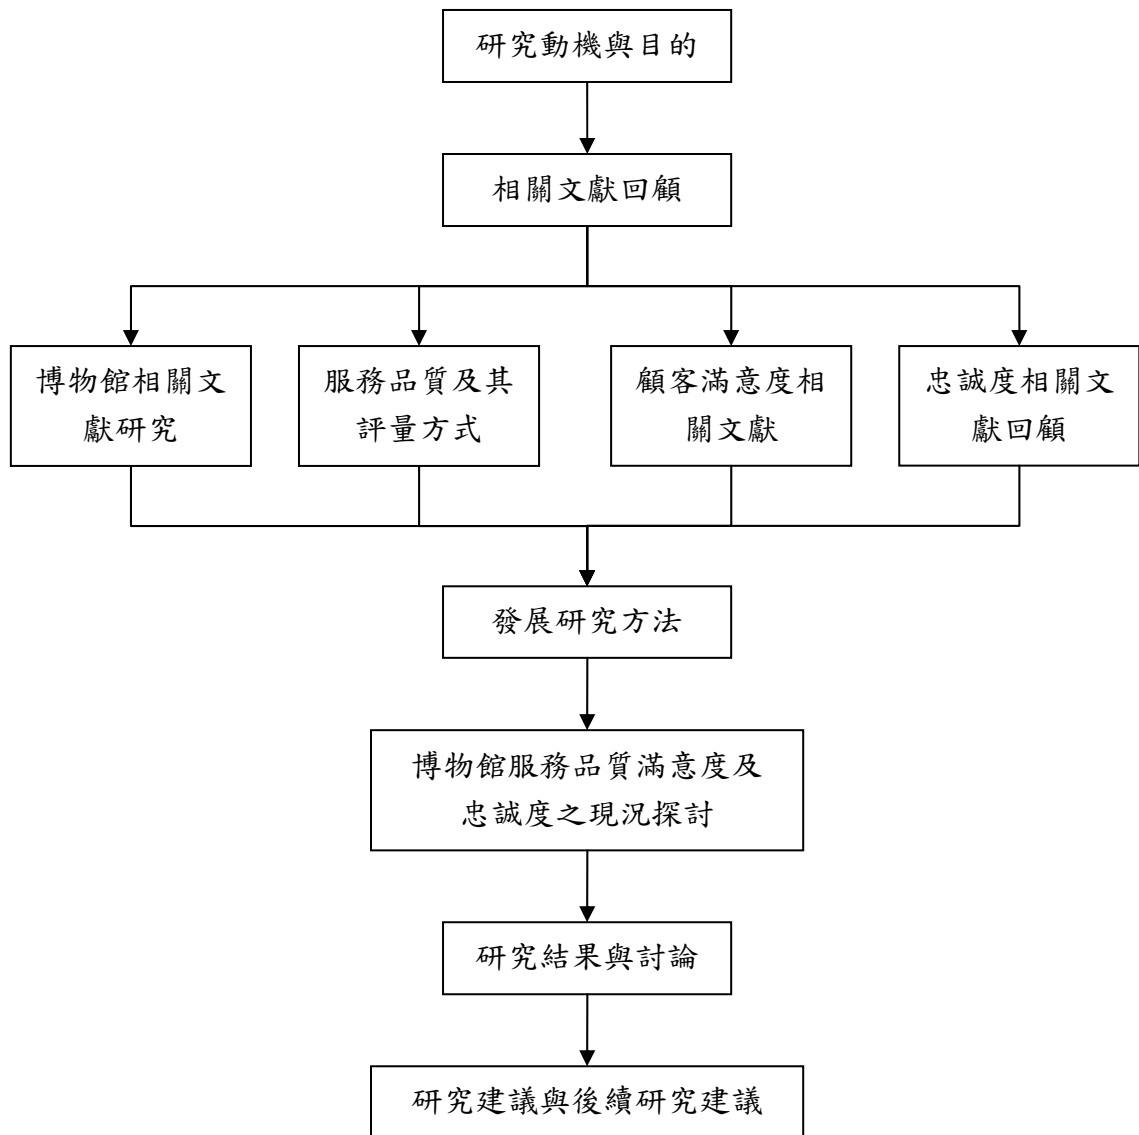 研究動機與目的
相關文獻回顧
博物館相關文
獻研究
服務品質及其
評量方式
顧客滿意度相
關文獻
忠誠度相關文
獻回顧
發展研究方法
博物館服務品質滿意度及
忠誠度之現況探討
研究結果與討論
研究建議與後續研究建議